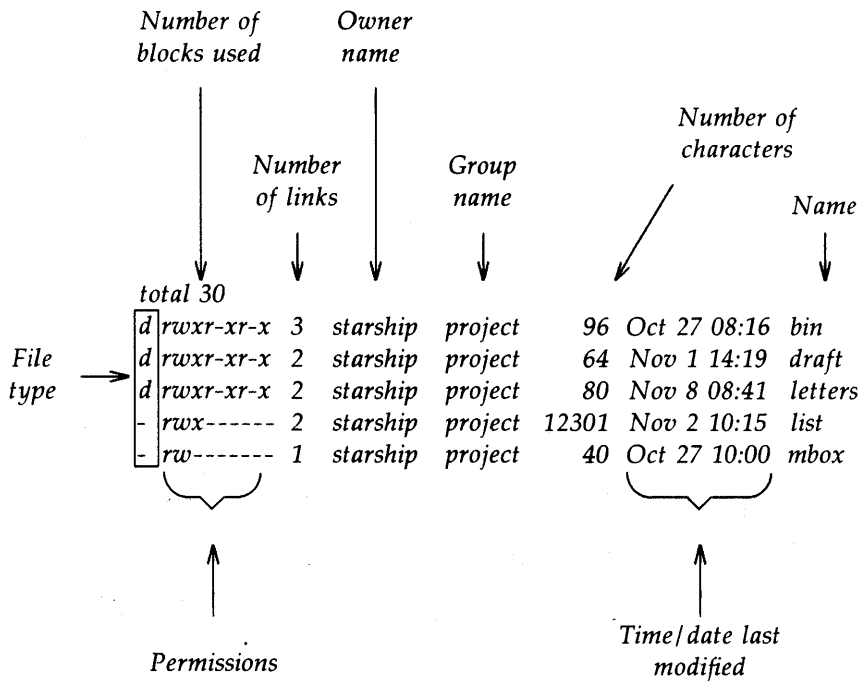 Number of
blocks used
Owner
name
Number of
characters
Number
of links
Group
name
Name
total 30
d rwxr-xr-x 3 starship project 96 Oct 27 08:16 bin
d rwxr-xr-x 2 starship project 64 Nov 1 14:19 draft
d rwxr-xr-x 2 starship project 80 Nov 8 08:41 letters
- rwx------ 2 starship project 12301 Nov 2 10:15 list
- rw------- 1 starship project 40 Oct 27 10:00 mbox
File
type
Permissions
Time/date last
modified